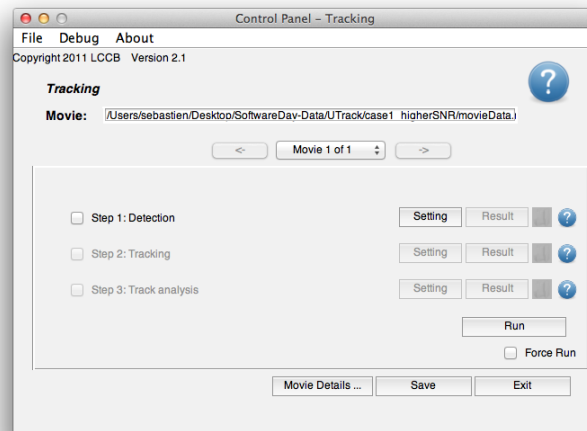 Control Panel - Tracking
File Debug About
Copyright 2011 LCCB Version 2.1
?
Tracking
Movie: /Users/sebastien/Desktop/SoftwareDay-Data/UTrack/case1_higherSNR/movieData.
<- Movie 1 of 1 ->
Step 1: Detection Setting Result ?
Step 2: Tracking Setting Result ?
Step 3: Track analysis Setting Result ?
Run
Force Run
Movie Details ... Save Exit